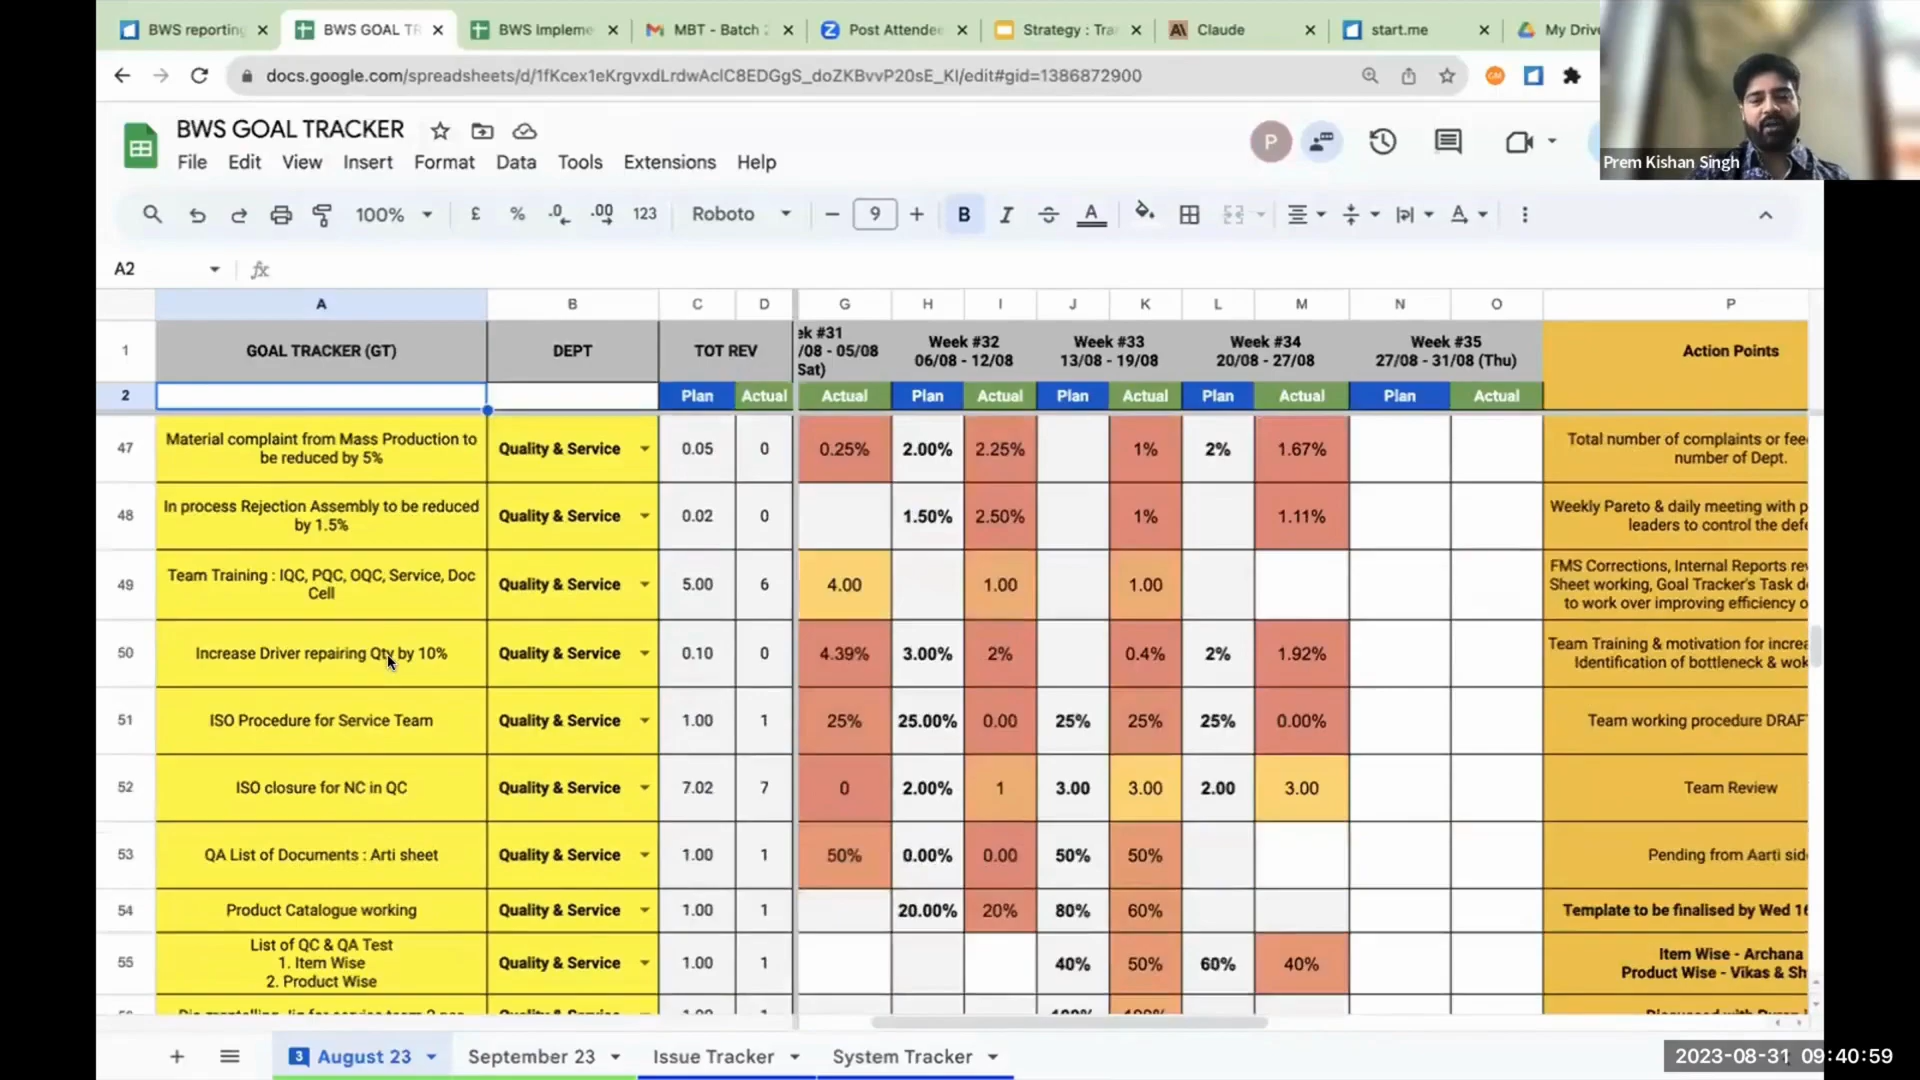 BWS reporting
BWS GOAL TR
BWS Impleme
MBT - Batch 2
Post Attende
Strategy : Tra
Claude
start.me
My Drive
docs.google.com/spreadsheets/d/1fKcex1eKrgvxdLrdwAclC8EDGgS_doZKBvvP20sE_KI/edit#gid=1386872900
BWS GOAL TRACKER
File Edit View Insert Format Data Tools Extensions Help
P
Prem Kishan Singh
100% £ % .0 .00 123 Roboto 9 B I A
A2 fx
A B C D G H I J K L M N O P
1 GOAL TRACKER (GT) DEPT TOT REV
ek #31
/08 - 05/08
Sat)
Week #32
06/08 - 12/08
Week #33
13/08 - 19/08
Week #34
20/08 - 27/08
Week #35
27/08 - 31/08 (Thu)
Action Points
2 Plan Actual Actual Plan Actual Plan Actual Plan Actual Plan Actual
47 Material complaint from Mass Production to
be reduced by 5%
Quality & Service 0.05 0 0.25% 2.00% 2.25% 1% 2% 1.67%
Total number of complaints or fee
number of Dept.
48 In process Rejection Assembly to be reduced
by 1.5%
Quality & Service 0.02 0 1.50% 2.50% 1% 1.11%
Weekly Pareto & daily meeting with p
leaders to control the defe
49 Team Training : IQC, PQC, OQC, Service, Doc
Cell
Quality & Service 5.00 6 4.00 1.00 1.00
FMS Corrections, Internal Reports rev
Sheet working, Goal Tracker's Task d
to work over improving efficiency o
50 Increase Driver repairing Qty by 10% Quality & Service 0.10 0 4.39% 3.00% 2% 0.4% 2% 1.92%
Team Training & motivation for increa
Identification of bottleneck & wok
51 ISO Procedure for Service Team Quality & Service 1.00 1 25% 25.00% 0.00 25% 25% 25% 0.00% Team working procedure DRAF
52 ISO closure for NC in QC Quality & Service 7.02 7 0 2.00% 1 3.00 3.00 2.00 3.00 Team Review
53 QA List of Documents : Arti sheet Quality & Service 1.00 1 50% 0.00% 0.00 50% 50% Pending from Aarti sid
54 Product Catalogue working Quality & Service 1.00 1 20.00% 20% 80% 60% Template to be finalised by Wed 16
55 List of QC & QA Test
1. Item Wise
2. Product Wise
Quality & Service 1.00 1 40% 50% 60% 40%
Item Wise - Archana
Product Wise - Vikas & Sh
3 August 23 September 23 Issue Tracker System Tracker
2023-08-31 09:40:59